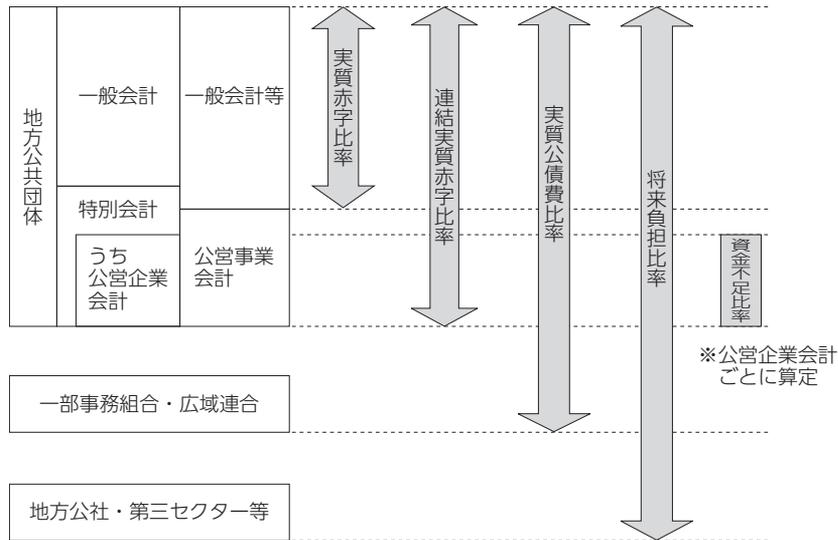 地方公共団体
一般会計
一般会計等
特別会計
うち
公営企業
会計
公営事業
会計
実質赤字比率
連結実質赤字比率
実質公債費比率
将来負担比率
資金不足比率
※公営企業会計
ごとに算定
一部事務組合・広域連合
地方公社・第三セクター等